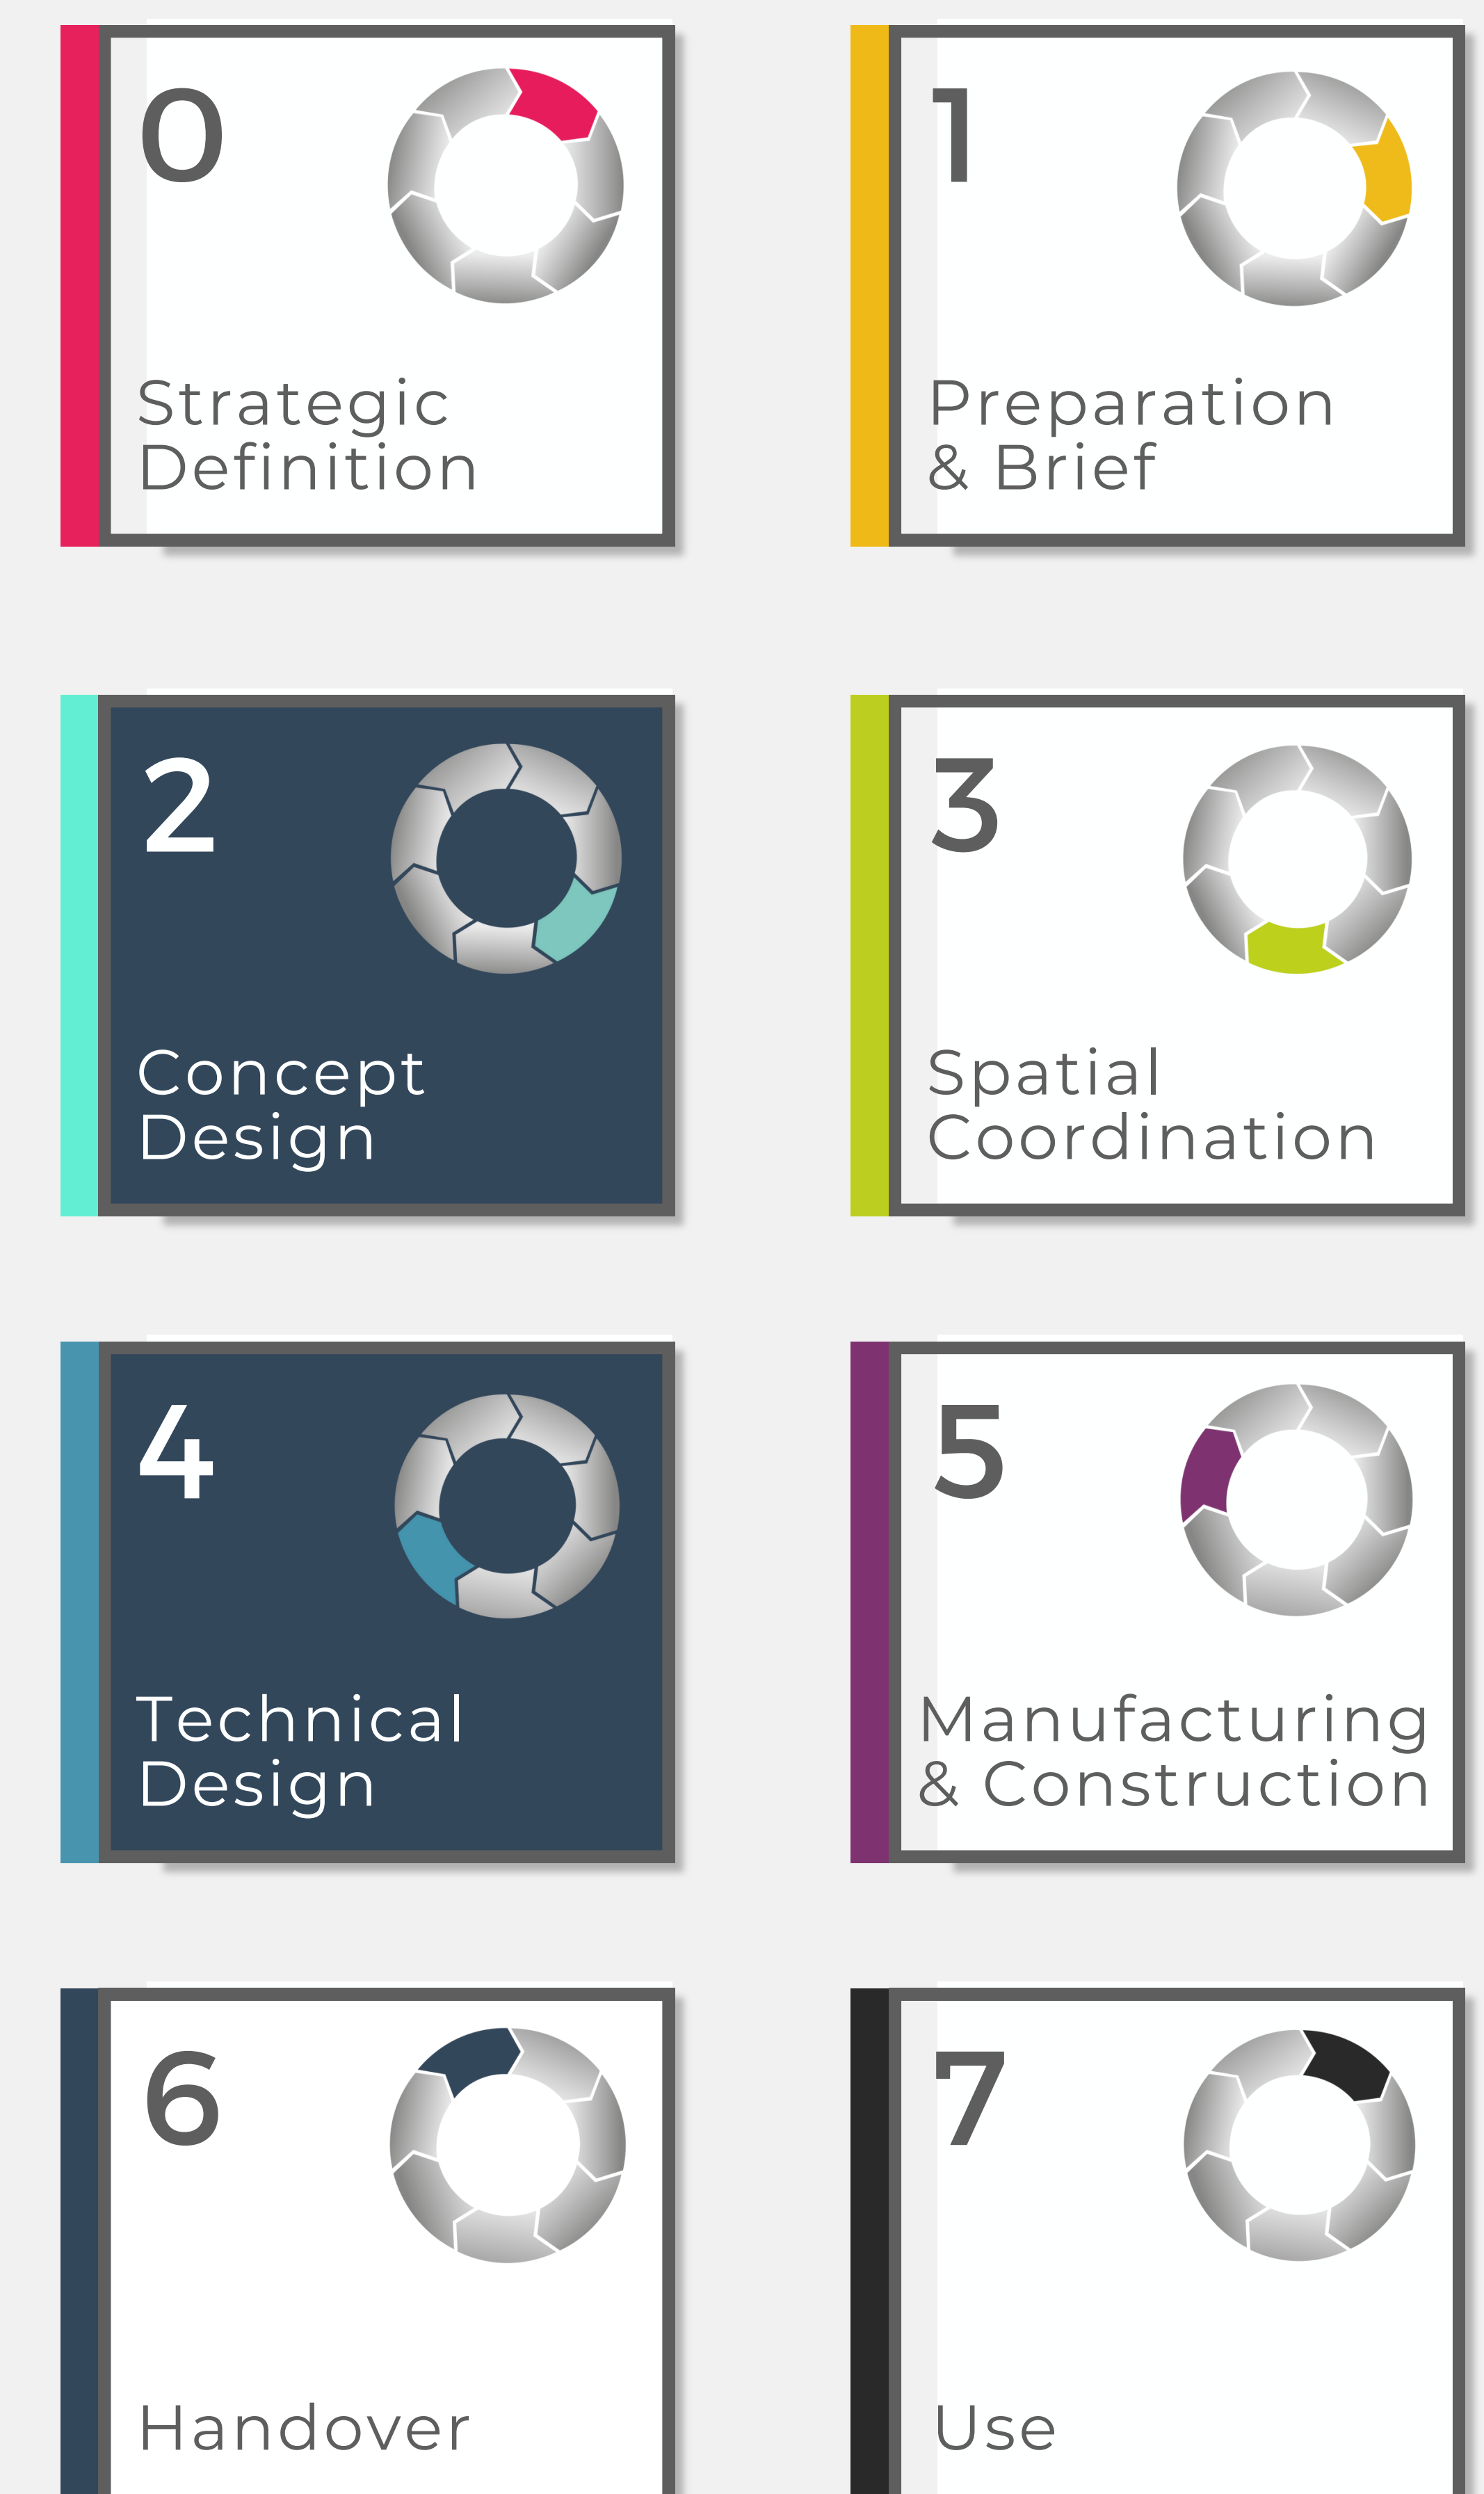 0
Strategic
Definition
1
Preparation
& Brief
2
Concept
Design
3
Spatial
Coordination
4
Technical
Design
5
Manufacturing
& Construction
6
Handover
7
Use